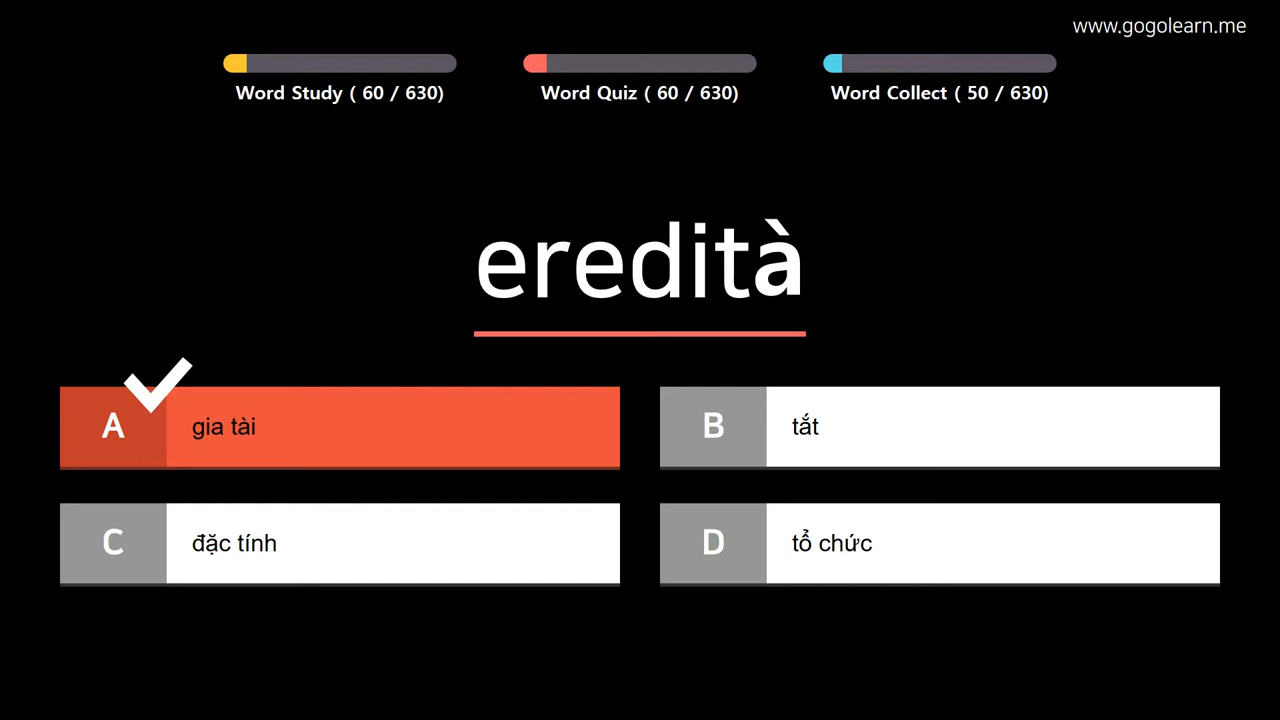 www.gogolearn.me
Word Study ( 60 / 630)
Word Quiz ( 60 / 630)
Word Collect ( 50 / 630)
eredità
A gia tài
B tắt
C đặc tính
D tổ chức